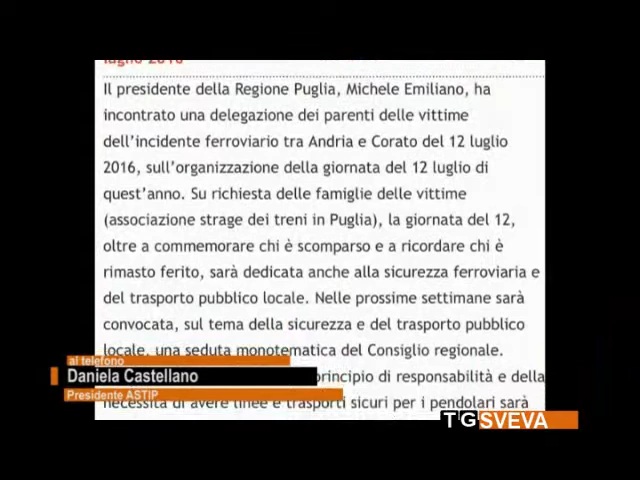 luglio 2016
Il presidente della Regione Puglia, Michele Emiliano, ha
incontrato una delegazione dei parenti delle vittime
dell'incidente ferroviario tra Andria e Corato del 12 luglio
2016, sull'organizzazione della giornata del 12 luglio di
quest'anno. Su richiesta delle famiglie delle vittime
(associazione strage dei treni in Puglia), la giornata del 12,
oltre a commemorare chi è scomparso e a ricordare chi è
rimasto ferito, sarà dedicata anche alla sicurezza ferroviaria e
del trasporto pubblico locale. Nelle prossime settimane sarà
convocata, sul tema della sicurezza e del trasporto pubblico
locale, una seduta monotematica del Consiglio regionale.
principio di responsabilità e della
necessità di avere linee e trasporti sicuri per i pendolari sarà
al telefono
Daniela Castellano
Presidente ASTIP
TGSVEVA